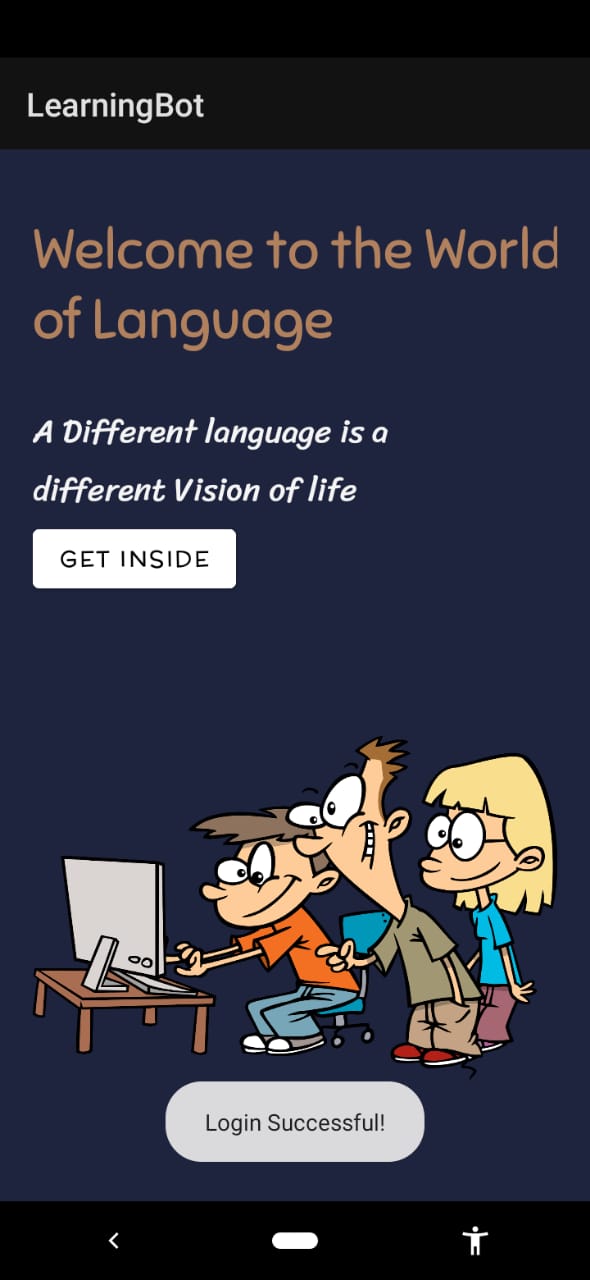 LearningBot
Welcome to the World
of Language
A Different language is a
different Vision of life
GET INSIDE
Login Successful!